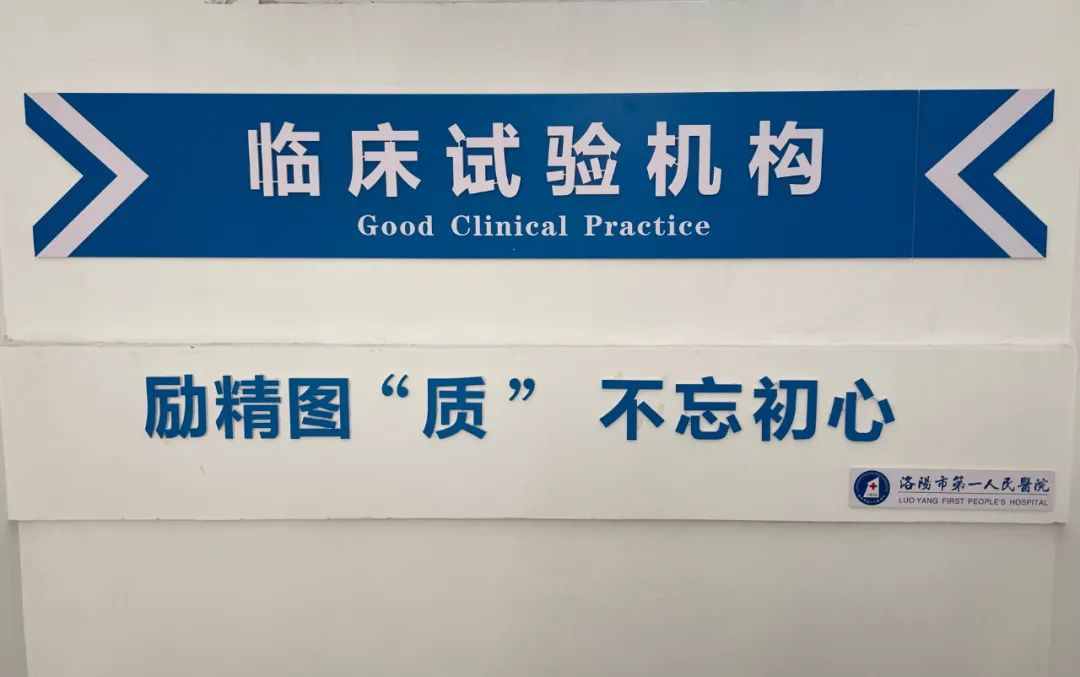 临床试验机构
Good Clinical Practice
励精图“质” 不忘初心
洛陽市第一人民醫院
LUO YANG FIRST PEOPLE'S HOSPITAL